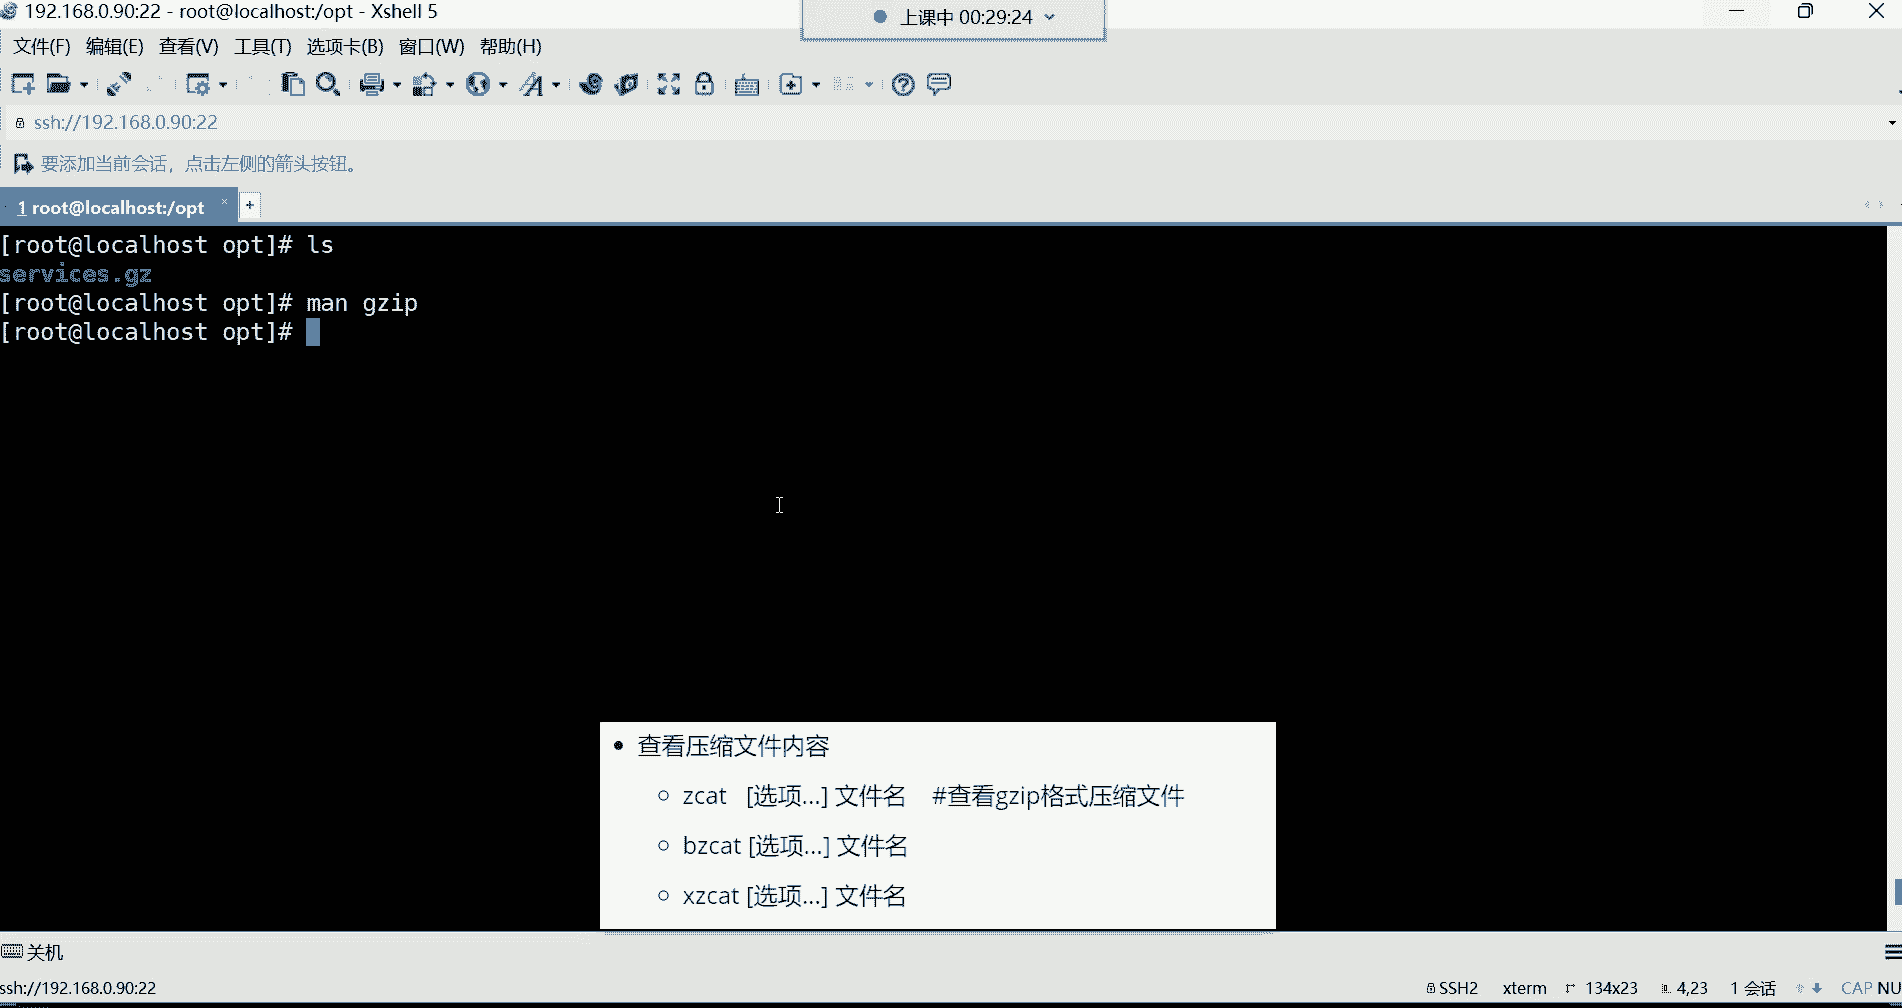 192.168.0.90:22 - root@localhost:/opt - Xshell 5
上课中 00:29:24
文件(F) 编辑(E) 查看(V) 工具(T) 选项卡(B) 窗口(W) 帮助(H)
ssh://192.168.0.90:22
要添加当前会话，点击左侧的箭头按钮。
1 root@localhost:/opt
[root@localhost opt]# ls
services.gz
[root@localhost opt]# man gzip
[root@localhost opt]#
查看压缩文件内容
zcat [选项...] 文件名 #查看gzip格式压缩文件
bzcat [选项...] 文件名
xzcat [选项...] 文件名
关机
ssh://192.168.0.90:22 SSH2 xterm 134x23 4,23 1 会话 CAP NU